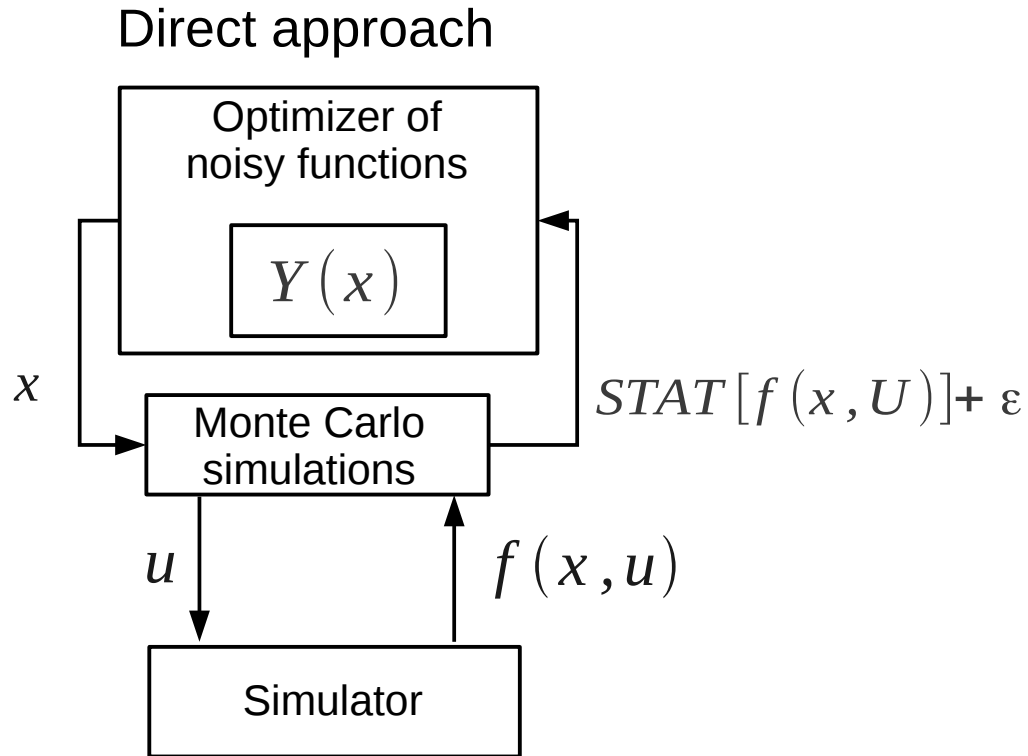 Direct approach
Optimizer of
noisy functions
Y(x)
x
STAT[f(x,U)]+ ε
Monte Carlo
simulations
u
f(x,u)
Simulator